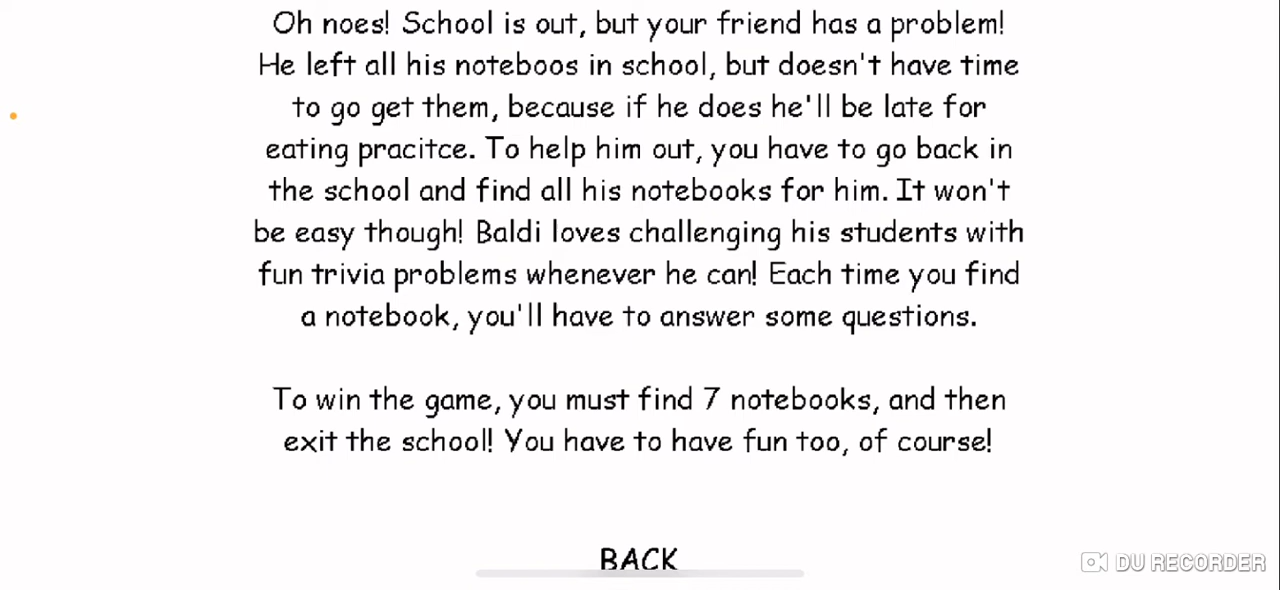 Oh noes! School is out, but your friend has a problem!
He left all his noteboos in school, but doesn't have time
to go get them, because if he does he'll be late for
eating pracitce. To help him out, you have to go back in
the school and find all his notebooks for him. It won't
be easy though! Baldi loves challenging his students with
fun trivia problems whenever he can! Each time you find
a notebook, you'll have to answer some questions.
To win the game, you must find 7 notebooks, and then
exit the school! You have to have fun too, of course!
BACK
DU RECORDER